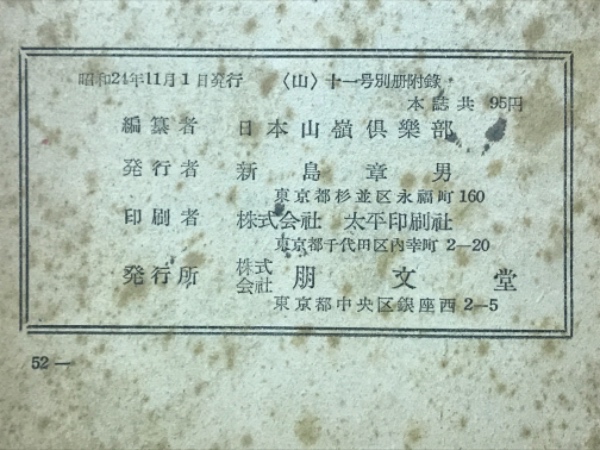 昭和24年11月1日発行 〈山〉十一号別册附錄
本誌共 95円
編纂者 日本山嶺倶樂部
発行者 新島章男
東京都杉並区永福町160
印刷者 株式会社 太平印刷社
東京都千代田区內幸町 2—20
発行所 株式会社 朋文堂
東京都中央区銀座西 2—5
52 —